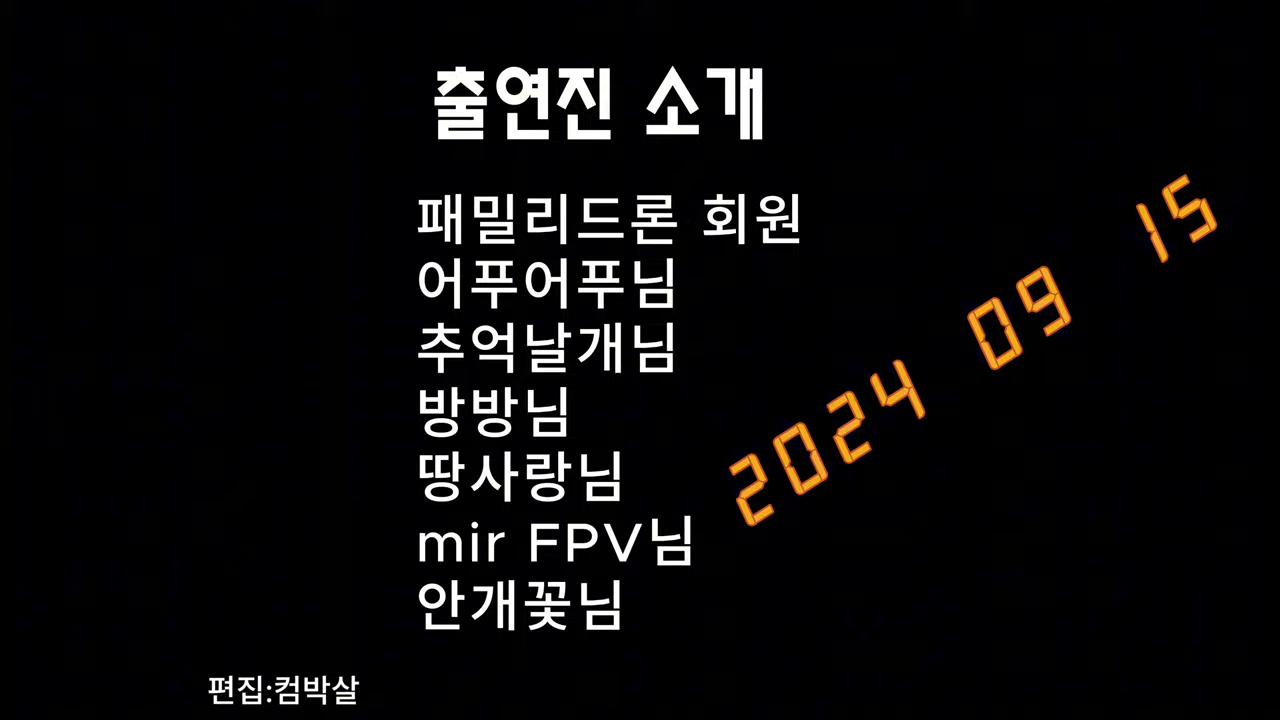 출연진 소개
패밀리드론 회원
어푸어푸님
추억날개님
방방님
땅사랑님
mir FPV님
안개꽃님
2024 09 15
편집:컴박살